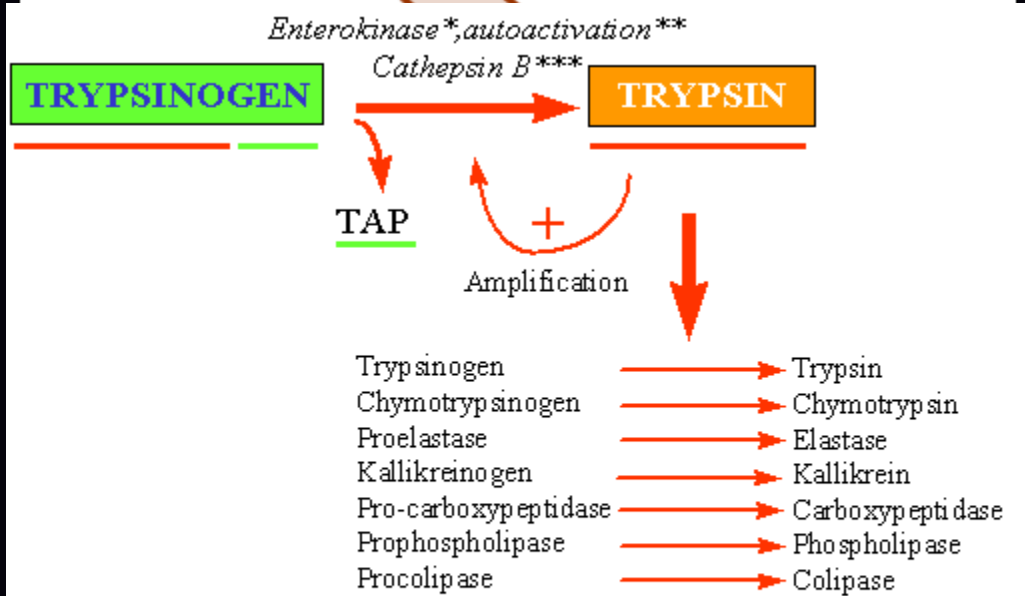 Enterokinase*,autoactivation**
Cathepsin B***
TRYPSINOGEN
TRYPSIN
TAP
+
Amplification
Trypsinogen Trypsin
Chymotrypsinogen Chymotrypsin
Proelastase Elastase
Kallikreinogen Kallikrein
Pro-carboxypeptidase Carboxypeptidase
Prophospholipase Phospholipase
Procolipase Colipase